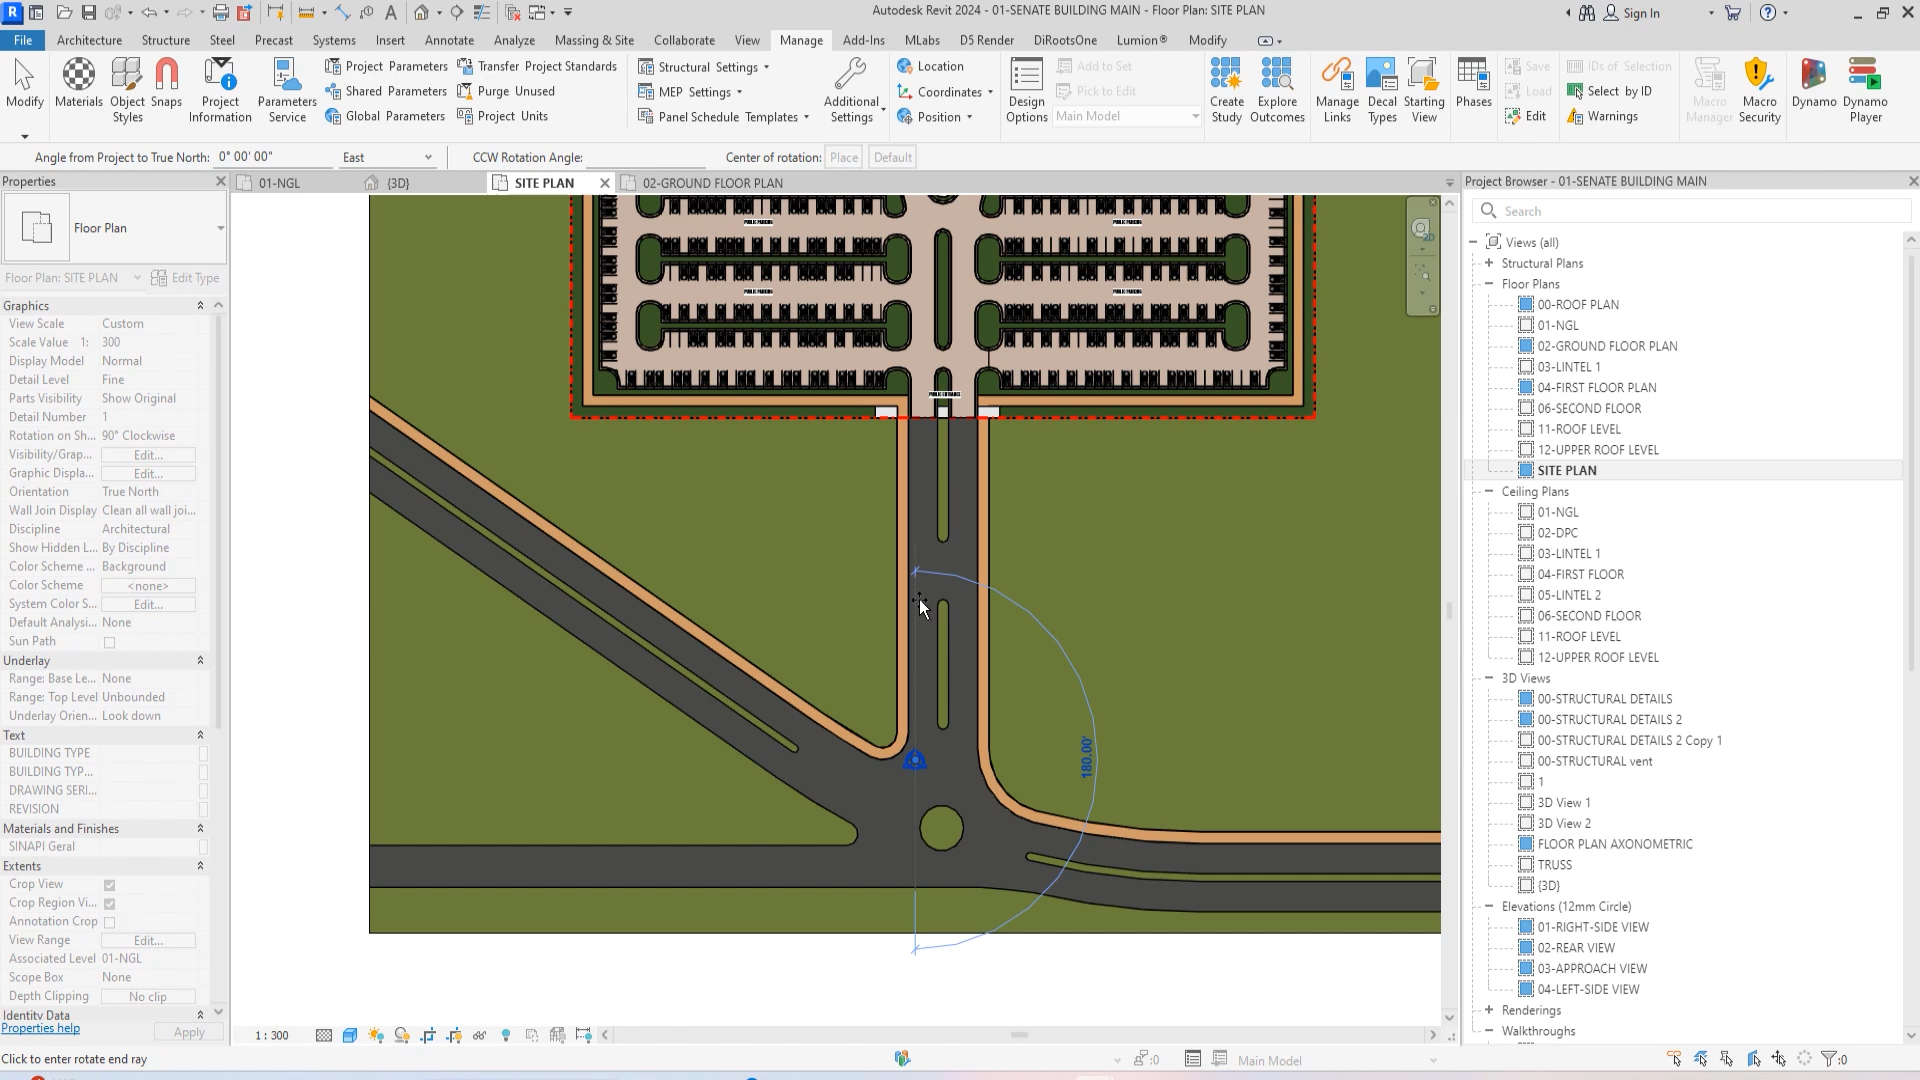 Autodesk Revit 2024 - 01-SENATE BUILDING MAIN - Floor Plan: SITE PLAN
Sign In
File Architecture Structure Steel Precast Systems Insert Annotate Analyze Massing & Site Collaborate View Manage Add-Ins MLabs D5 Render DiRootsOne Lumion® Modify
Modify
Materials
Object Styles
Snaps
Project Information
Parameters Service
Project Parameters
Shared Parameters
Global Parameters
Transfer Project Standards
Purge Unused
Project Units
Structural Settings
MEP Settings
Panel Schedule Templates
Additional Settings
Location
Coordinates
Position
Design Options
Add to Set
Pick to Edit
Main Model
Create Study
Explore Outcomes
Manage Links
Decal Types
Starting View
Phases
Save
Load
Edit
IDs of Selection
Select by ID
Warnings
Macro Manager
Macro Security
Dynamo
Dynamo Player
Angle from Project to True North: 0° 00' 00" East CCW Rotation Angle: Center of rotation: Place Default
Properties
Floor Plan
Floor Plan: SITE PLAN Edit Type
Graphics
View Scale Custom
Scale Value 1: 300
Display Model Normal
Detail Level Fine
Parts Visibility Show Original
Detail Number 1
Rotation on Sh... 90° Clockwise
Visibility/Grap... Edit...
Graphic Displa... Edit...
Orientation True North
Wall Join Display Clean all wall joi...
Discipline Architectural
Show Hidden L... By Discipline
Color Scheme ... Background
Color Scheme <none>
System Color S... Edit...
Default Analysi... None
Sun Path
Underlay
Range: Base Le... None
Range: Top Level Unbounded
Underlay Orien... Look down
Text
BUILDING TYPE
BUILDING TYP...
DRAWING SERI...
REVISION
Materials and Finishes
SINAPI Geral
Extents
Crop View
Crop Region Vi...
Annotation Crop
View Range Edit...
Associated Level 01-NGL
Scope Box None
Depth Clipping No clip
Identity Data
Properties help Apply
01-NGL {3D} SITE PLAN 02-GROUND FLOOR PLAN
PUBLIC PARKING PUBLIC PARKING
PUBLIC PARKING PUBLIC PARKING
PUBLIC ENTRANCE
180.00°
Project Browser - 01-SENATE BUILDING MAIN
Search
Views (all)
Structural Plans
Floor Plans
00-ROOF PLAN
01-NGL
02-GROUND FLOOR PLAN
03-LINTEL 1
04-FIRST FLOOR PLAN
06-SECOND FLOOR
11-ROOF LEVEL
12-UPPER ROOF LEVEL
SITE PLAN
Ceiling Plans
01-NGL
02-DPC
03-LINTEL 1
04-FIRST FLOOR
05-LINTEL 2
06-SECOND FLOOR
11-ROOF LEVEL
12-UPPER ROOF LEVEL
3D Views
00-STRUCTURAL DETAILS
00-STRUCTURAL DETAILS 2
00-STRUCTURAL DETAILS 2 Copy 1
00-STRUCTURAL vent
1
3D View 1
3D View 2
FLOOR PLAN AXONOMETRIC
TRUSS
{3D}
Elevations (12mm Circle)
01-RIGHT-SIDE VIEW
02-REAR VIEW
03-APPROACH VIEW
04-LEFT-SIDE VIEW
Renderings
Walkthroughs
1 : 300
Click to enter rotate end ray :0 Main Model :0